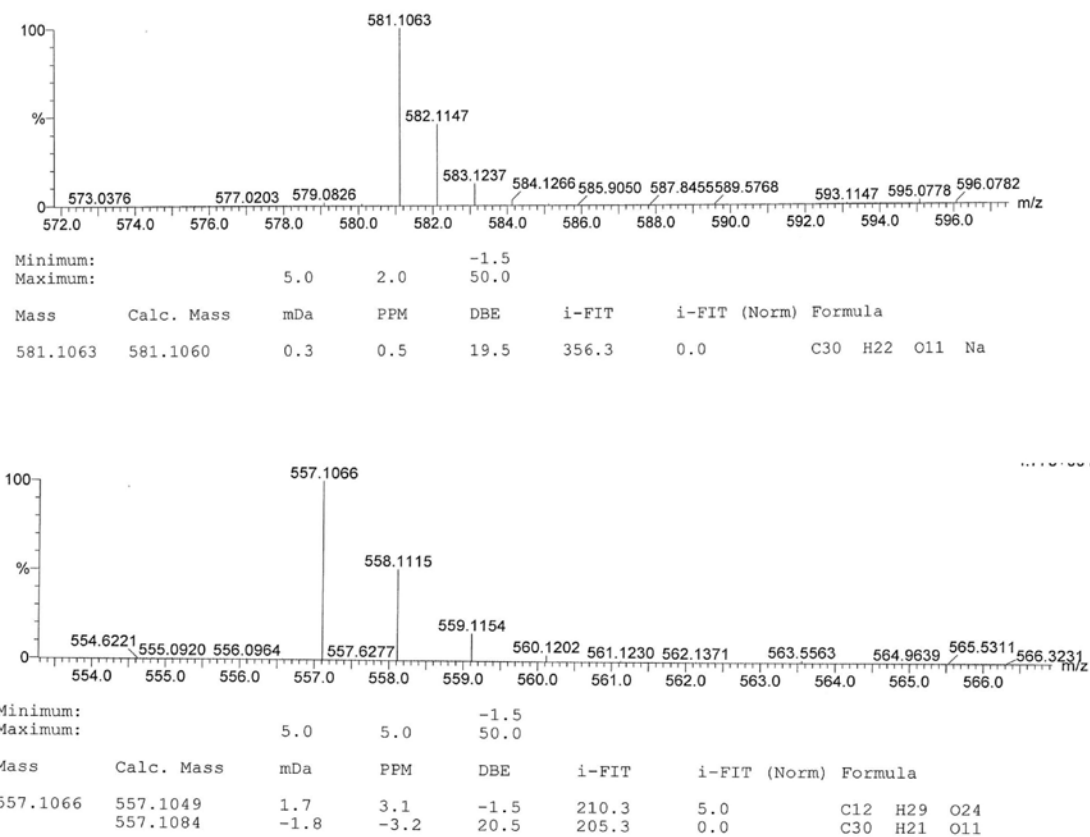 581.1063
100
582.1147
%
583.1237
573.0376 577.0203 579.0826 584.1266 585.9050 587.8455 589.5768 593.1147 595.0778 596.0782
0 m/z
572.0 574.0 576.0 578.0 580.0 582.0 584.0 586.0 588.0 590.0 592.0 594.0 596.0
Minimum: -1.5
Maximum: 5.0 2.0 50.0
Mass Calc. Mass mDa PPM DBE i-FIT i-FIT (Norm) Formula
581.1063 581.1060 0.3 0.5 19.5 356.3 0.0 C30 H22 O11 Na
557.1066
100
558.1115
%
559.1154
554.6221 555.0920 556.0964 557.6277 560.1202 561.1230 562.1371 563.5563 564.9639 565.5311 566.3231
0 m/z
554.0 555.0 556.0 557.0 558.0 559.0 560.0 561.0 562.0 563.0 564.0 565.0 566.0
Minimum: -1.5
Maximum: 5.0 5.0 50.0
Mass Calc. Mass mDa PPM DBE i-FIT i-FIT (Norm) Formula
557.1066 557.1049 1.7 3.1 -1.5 210.3 5.0 C12 H29 O24
557.1084 -1.8 -3.2 20.5 205.3 0.0 C30 H21 O11